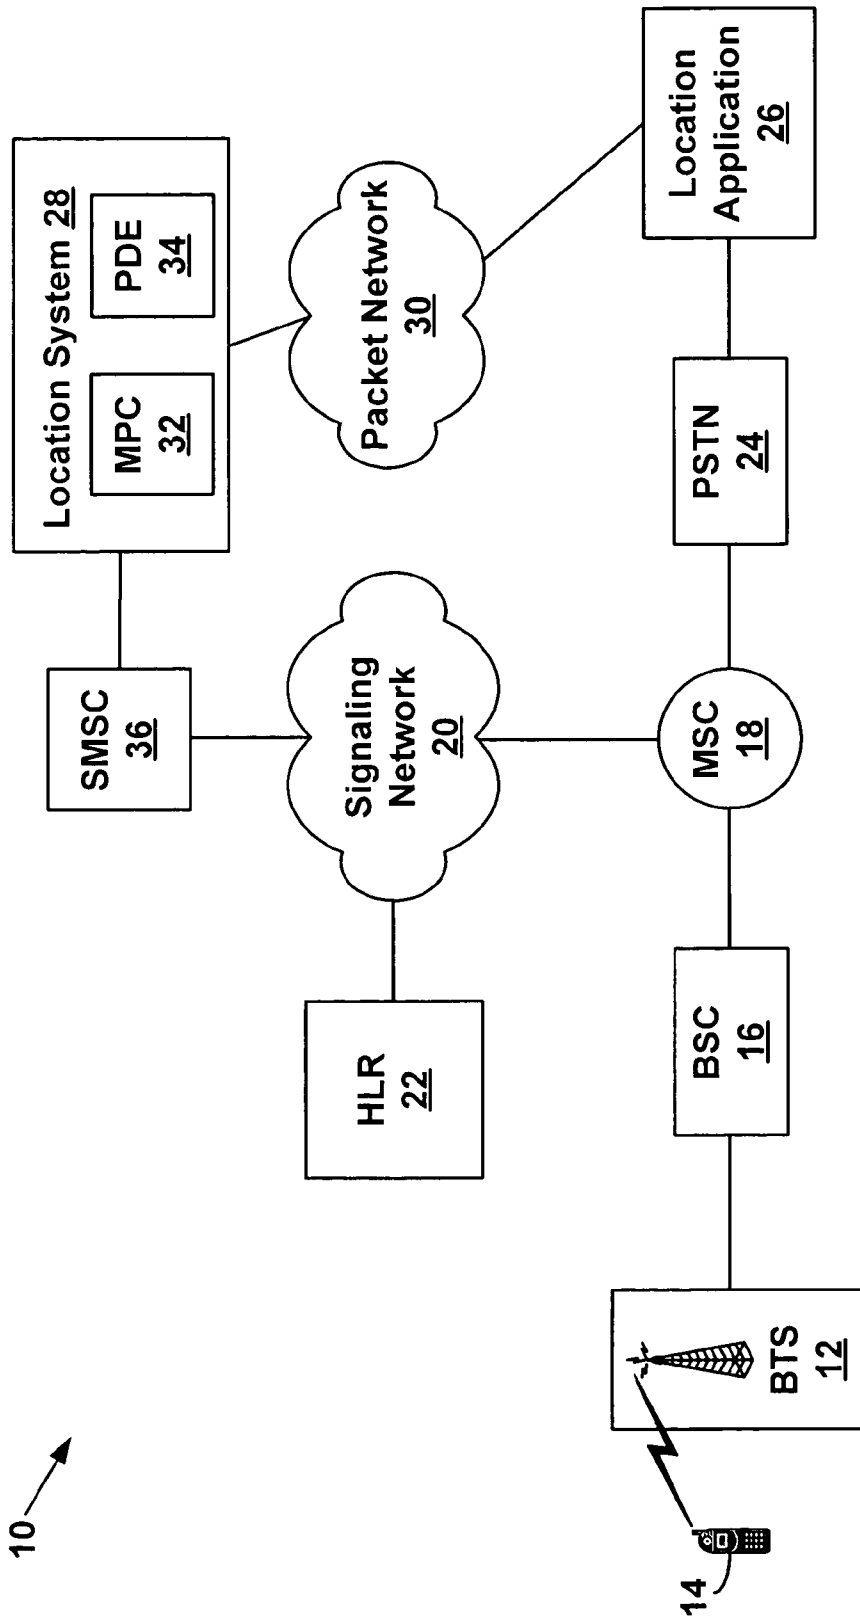 10
Location System 28
MPC
32
PDE
34
SMSC
36
Signaling
Network
20
Packet Network
30
HLR
22
14
BTS
12
BSC
16
MSC
18
PSTN
24
Location
Application
26